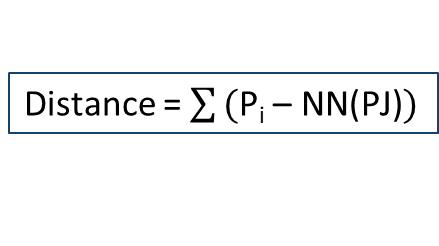 Distance = ∑ (Pᵢ – NN(PJ))